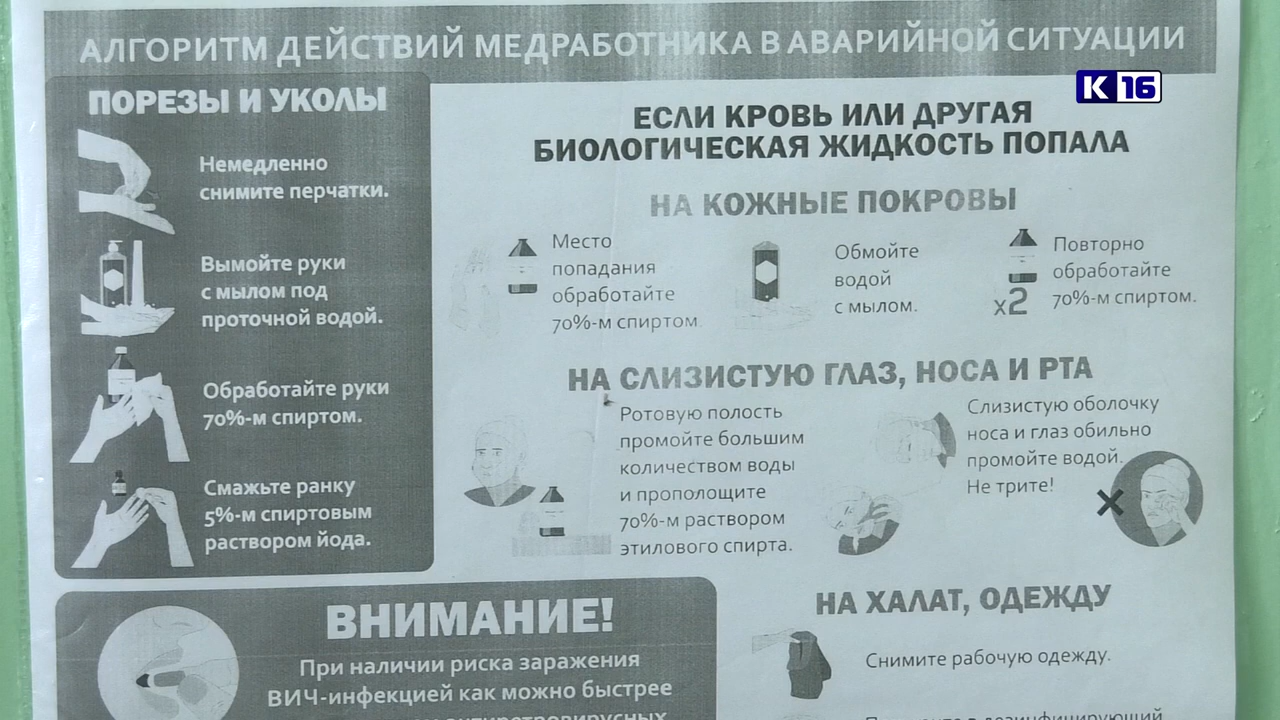 АЛГОРИТМ ДЕЙСТВИЙ МЕДРАБОТНИКА В АВАРИЙНОЙ СИТУАЦИИ
К 16
ПОРЕЗЫ И УКОЛЫ
Немедленно
снимите перчатки.
Вымойте руки
с мылом под
проточной водой.
Обработайте руки
70%-м спиртом.
Смажьте ранку
5%-м спиртовым
раствором йода.
ЕСЛИ КРОВЬ ИЛИ ДРУГАЯ
БИОЛОГИЧЕСКАЯ ЖИДКОСТЬ ПОПАЛА
НА КОЖНЫЕ ПОКРОВЫ
Место
попадания
обработайте
70%-м спиртом
Обмойте
водой
с мылом.
x2
Повторно
обработайте
70%-м спиртом.
НА СЛИЗИСТУЮ ГЛАЗ, НОСА И РТА
Ротовую полость
промойте большим
количеством воды
и прополощите
70%-м раствором
этилового спирта.
Слизистую оболочку
носа и глаз обильно
промойте водой.
Не трите!
ВНИМАНИЕ!
При наличии риска заражения
ВИЧ-инфекцией как можно быстрее
НА ХАЛАТ, ОДЕЖДУ
Снимите рабочую одежду.